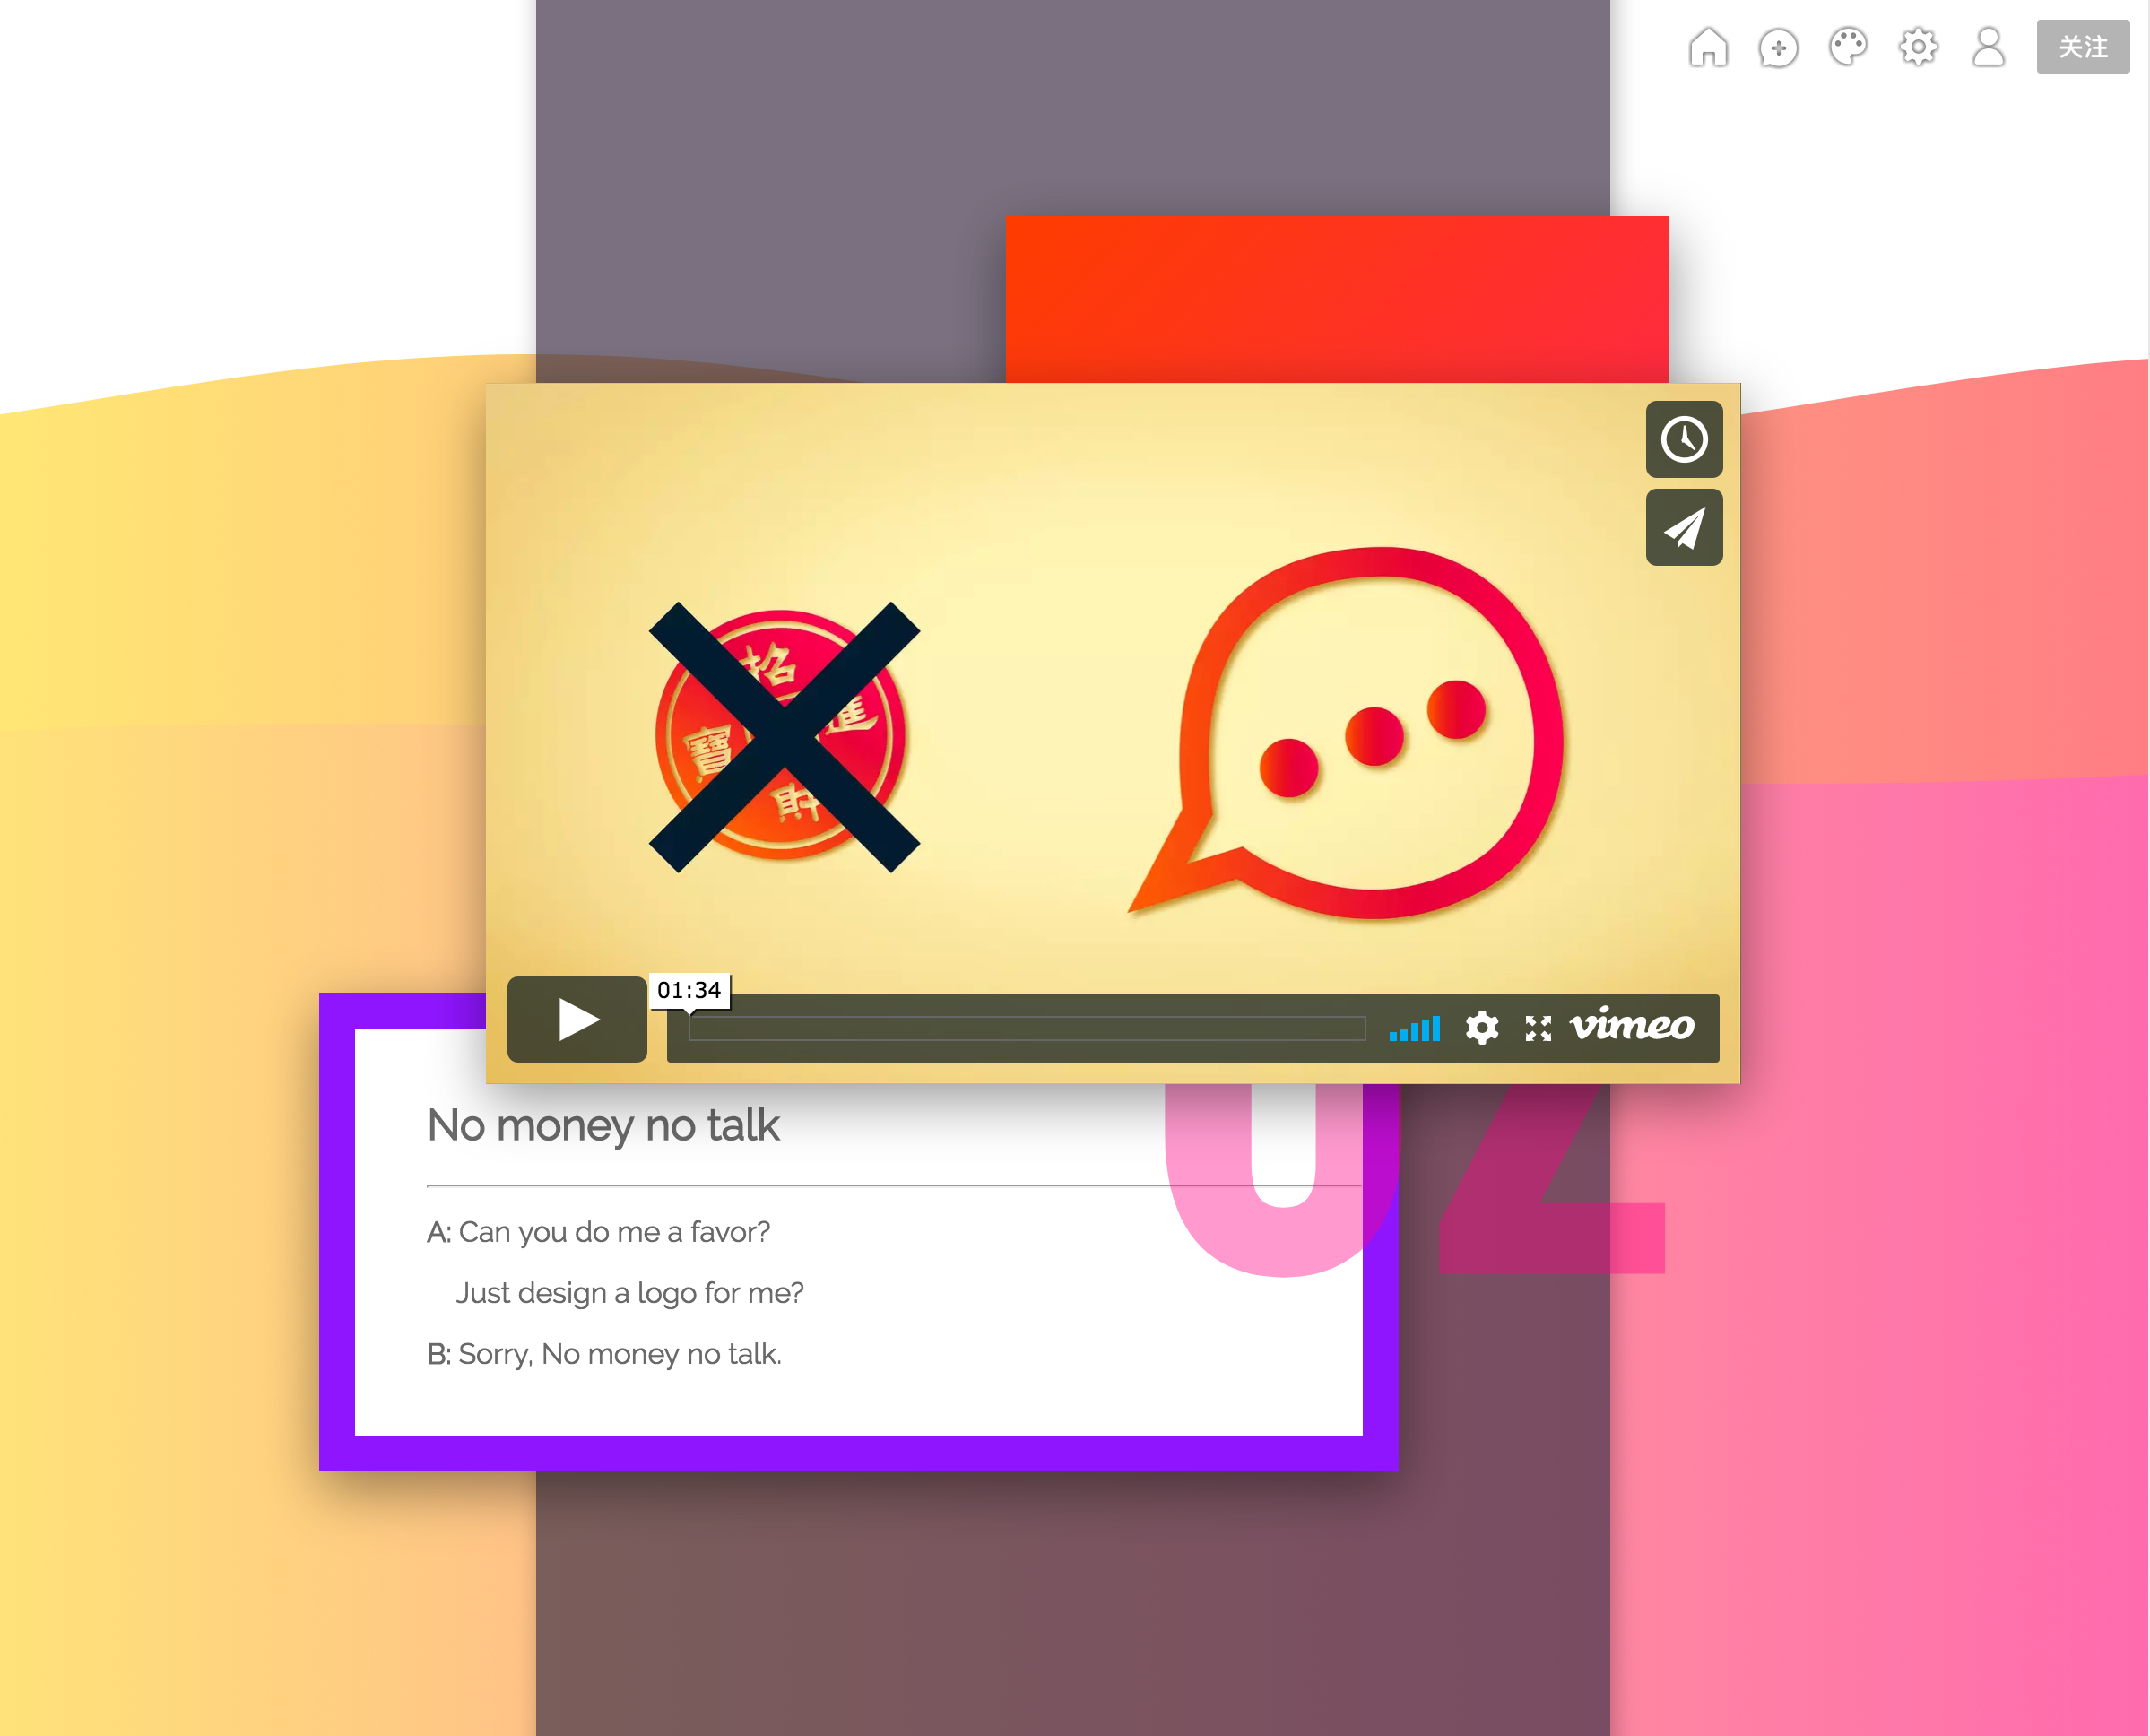 关注
招
進
寶
財
01:34
vimeo
02
No money no talk
A: Can you do me a favor?
Just design a logo for me?
B: Sorry, No money no talk.